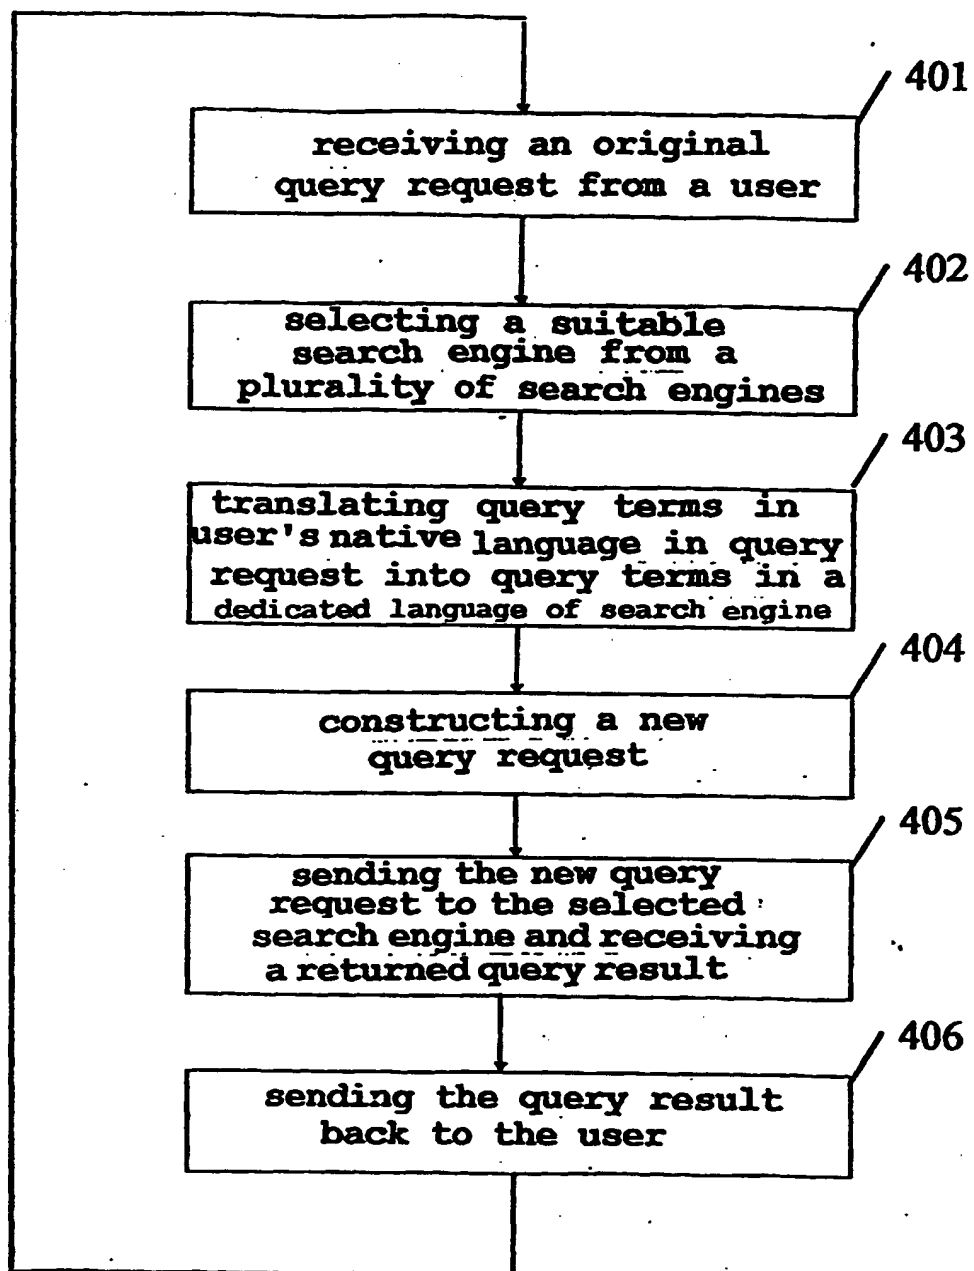 401
receiving an original
query request from a user
402
selecting a suitable
search engine from a
plurality of search engines
403
translating query terms in
user's native language in query
request into query terms in a
dedicated language of search engine
404
constructing a new
query request
405
sending the new query
request to the selected
search engine and receiving
a returned query result
406
sending the query result
back to the user